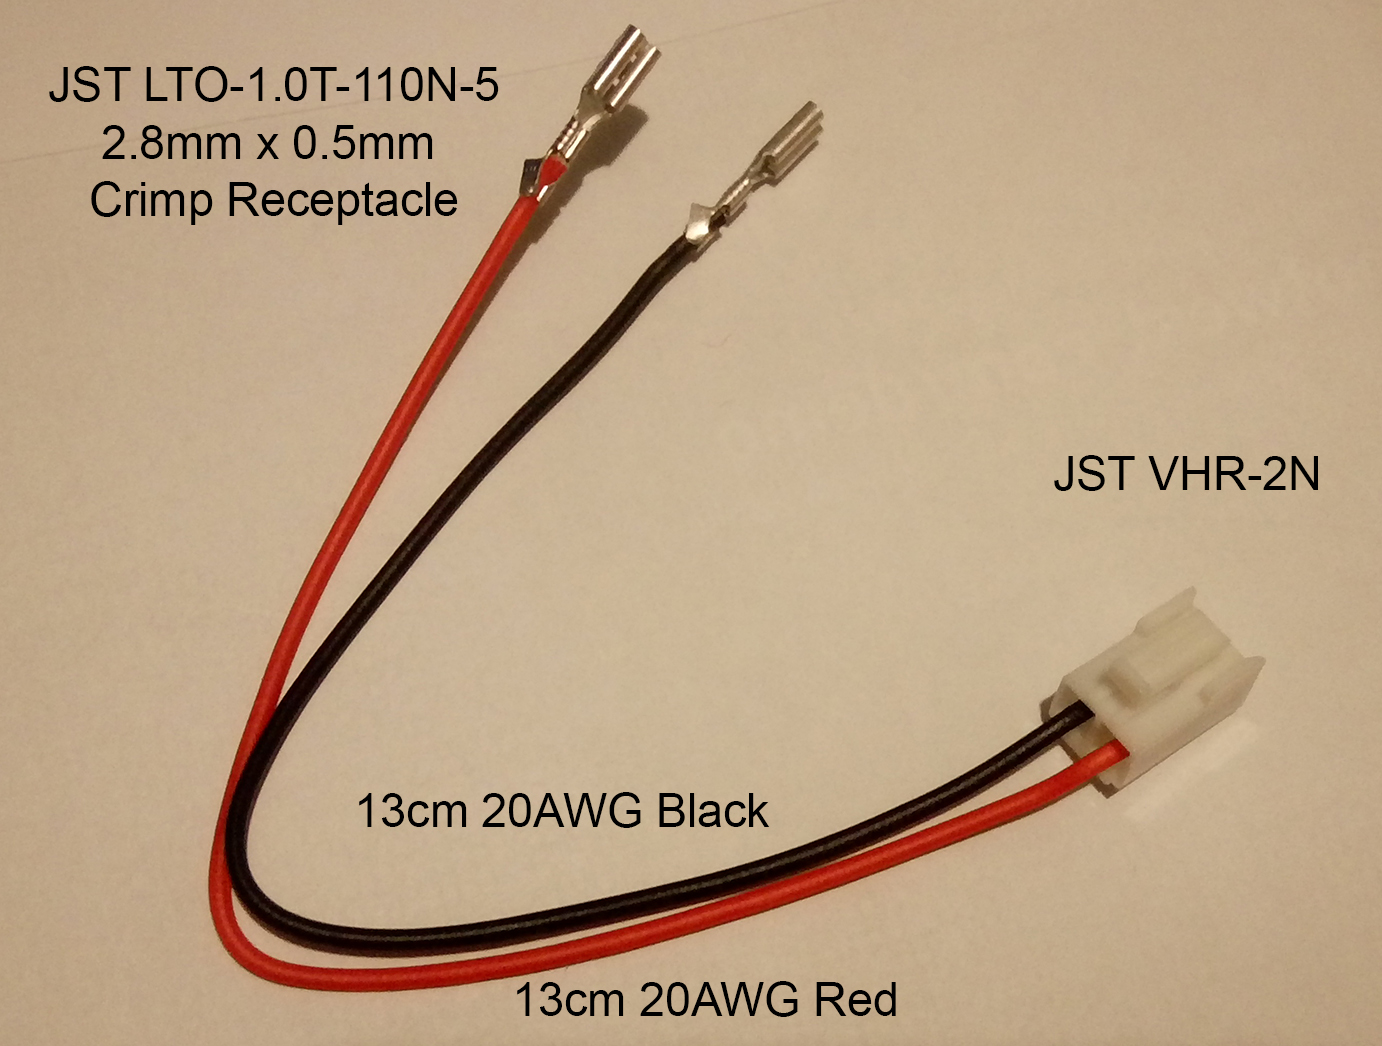 JST LTO-1.0T-110N-5
2.8mm x 0.5mm
Crimp Receptacle
JST VHR-2N
13cm 20AWG Black
13cm 20AWG Red